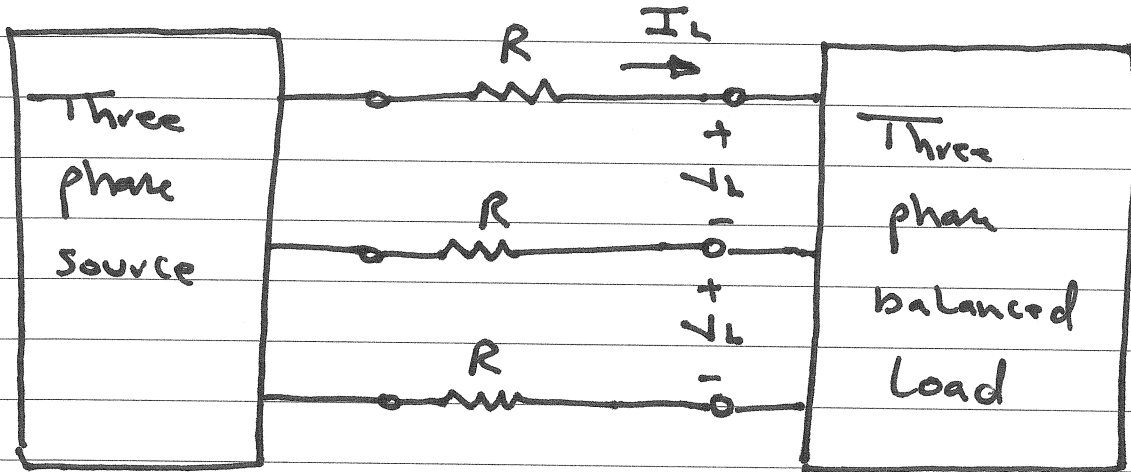 I_L
R
Three
phase
source
+
V_L
-
R
+
V_L
-
R
Three
phase
balanced
Load